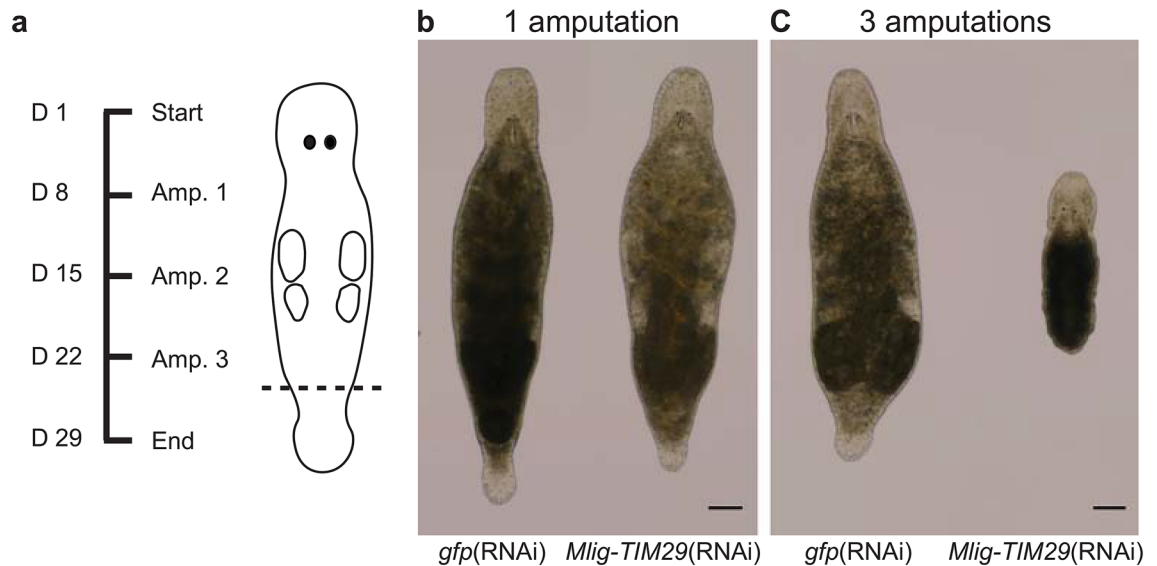 a
D 1 Start
D 8 Amp. 1
D 15 Amp. 2
D 22 Amp. 3
D 29 End
b 1 amputation
gfp(RNAi) Mlig-TIM29(RNAi)
C 3 amputations
gfp(RNAi) Mlig-TIM29(RNAi)